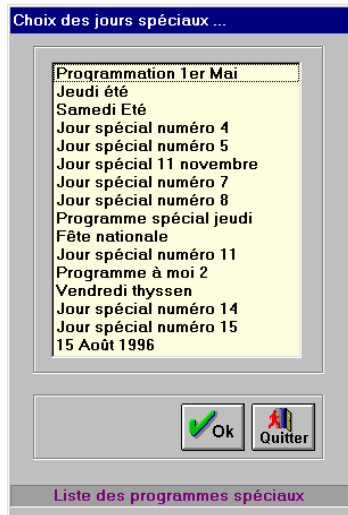 Choix des jours spéciaux ...
Programmation 1er Mai
Jeudi été
Samedi Eté
Jour spécial numéro 4
Jour spécial numéro 5
Jour spécial 11 novembre
Jour spécial numéro 7
Jour spécial numéro 8
Programme spécial jeudi
Fête nationale
Jour spécial numéro 11
Programme à moi 2
Vendredi thyssen
Jour spécial numéro 14
Jour spécial numéro 15
15 Août 1996
Ok
Quitter
Liste des programmes spéciaux